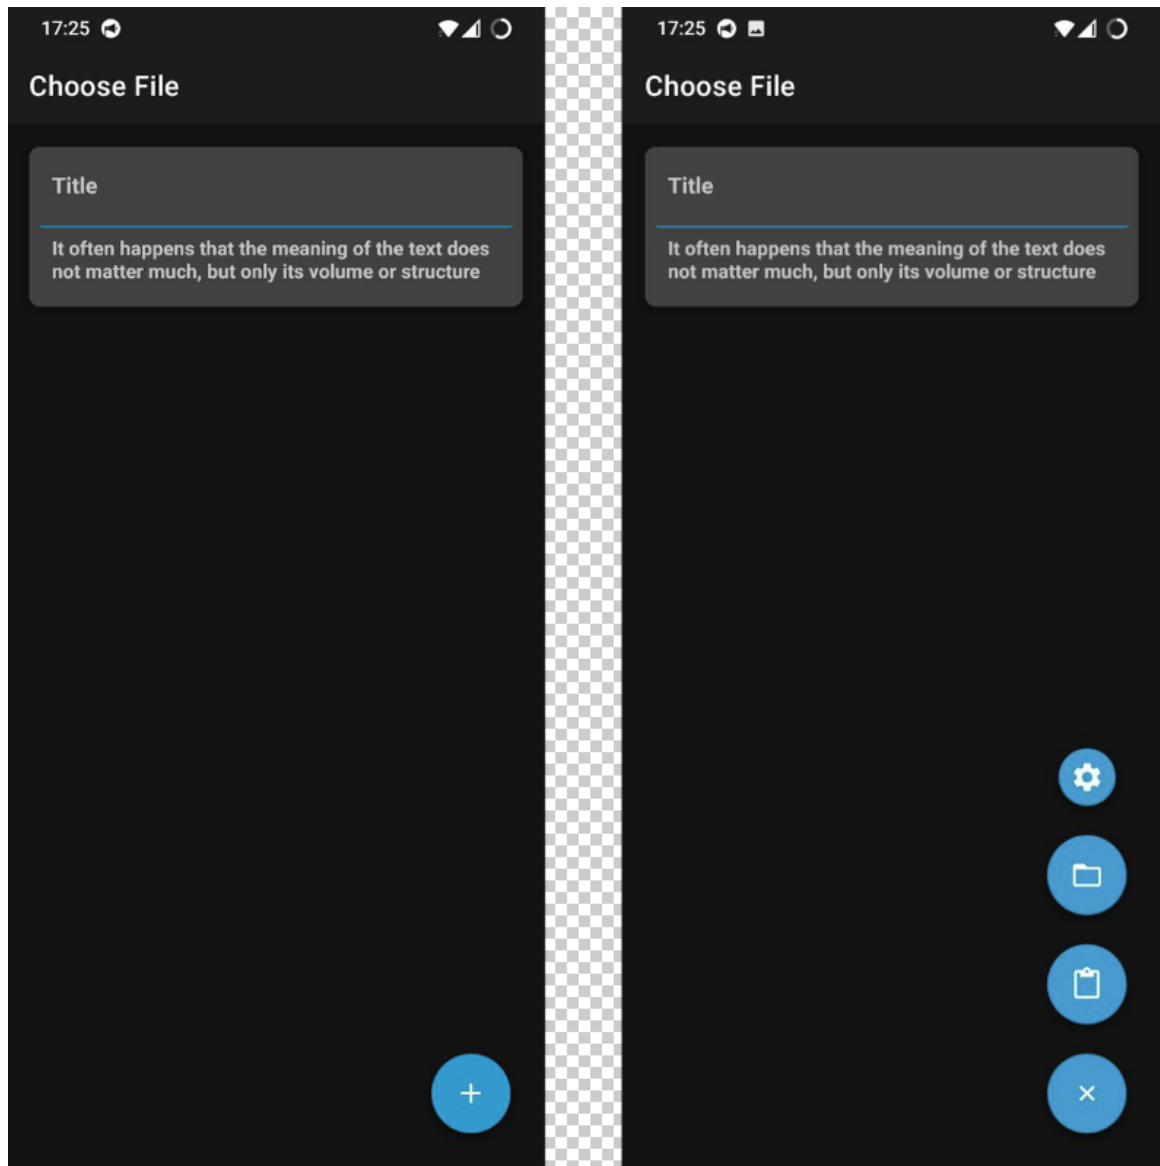 17:25
Choose File
Title
It often happens that the meaning of the text does
not matter much, but only its volume or structure
17:25
Choose File
Title
It often happens that the meaning of the text does
not matter much, but only its volume or structure